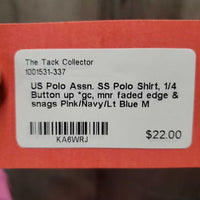 The Tack Collector
1001531-337
US Polo Assn. SS Polo Shirt, 1/4
Button up *gc, mnr faded edge &
snags Pink/Navy/Lt Blue M
KA6WRJ
$22.00